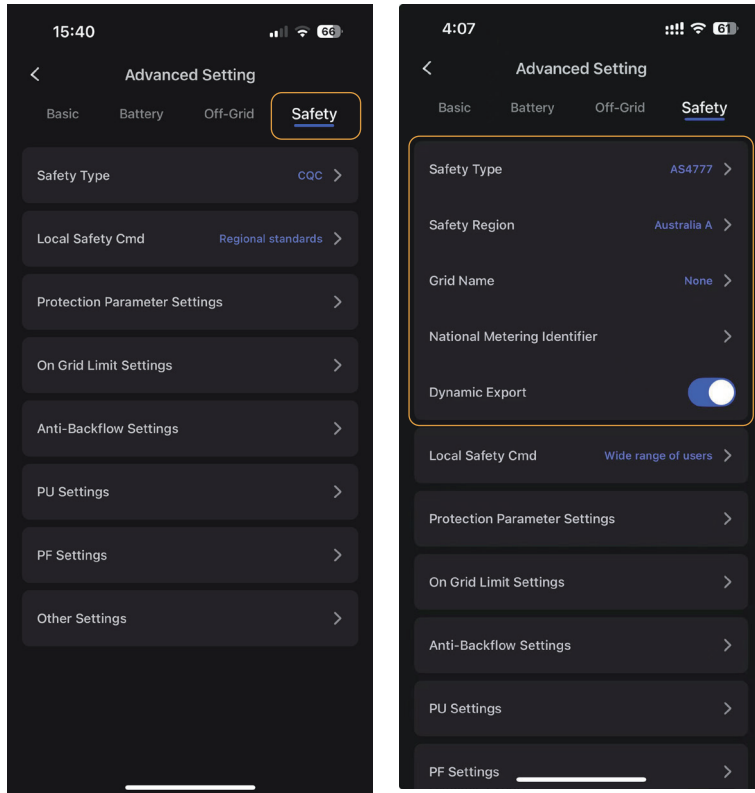 15:40
66
Advanced Setting
Basic Battery Off-Grid Safety
Safety Type CQC
Local Safety Cmd Regional standards
Protection Parameter Settings
On Grid Limit Settings
Anti-Backflow Settings
PU Settings
PF Settings
Other Settings
4:07
61
Advanced Setting
Basic Battery Off-Grid Safety
Safety Type AS4777
Safety Region Australia A
Grid Name None
National Metering Identifier
Dynamic Export
Local Safety Cmd Wide range of users
Protection Parameter Settings
On Grid Limit Settings
Anti-Backflow Settings
PU Settings
PF Settings